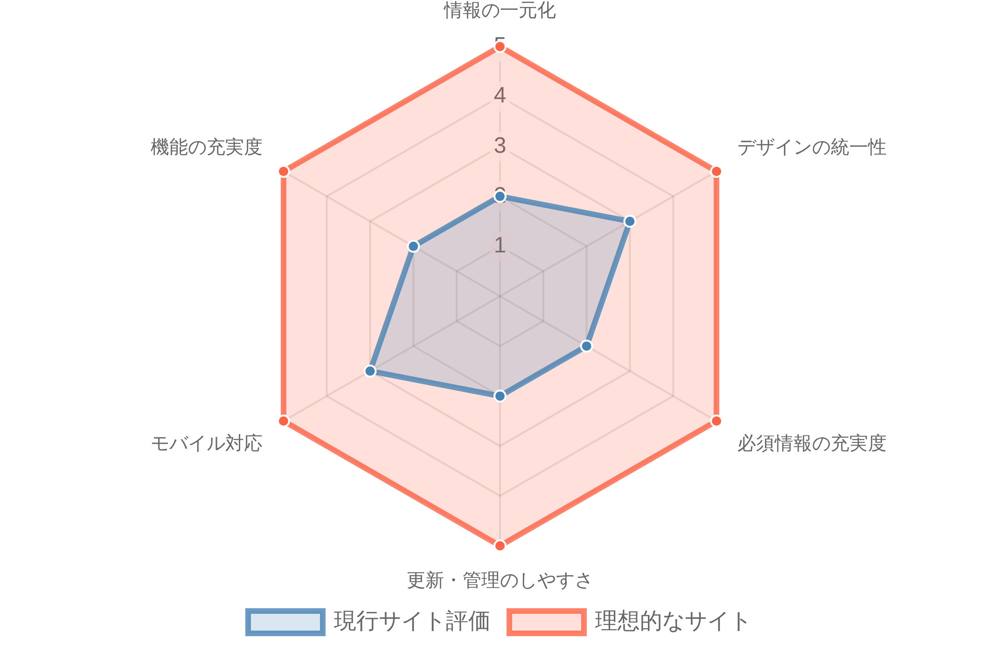 情報の一元化
5
4
機能の充実度
3
デザインの統一性
2
1
モバイル対応
必須情報の充実度
更新・管理のしやすさ
現行サイト評価
理想的なサイト